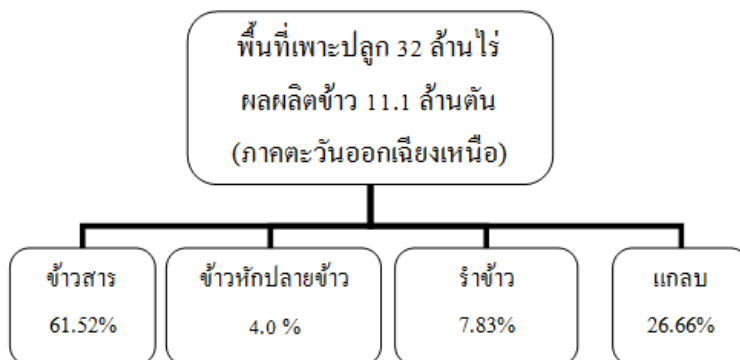 พื้นที่เพาะปลูก 32 ล้านไร่
ผลผลิตข้าว 11.1 ล้านตัน
(ภาคตะวันออกเฉียงเหนือ)
ข้าวสาร
61.52%
ข้าวหักปลายข้าว
4.0 %
รำข้าว
7.83%
แกลบ
26.66%